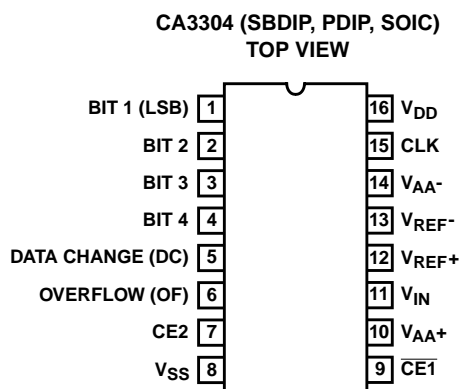 CA3304 (SBDIP, PDIP, SOIC)
TOP VIEW
BIT 1 (LSB) 1 16 VDD
BIT 2 2 15 CLK
BIT 3 3 14 VAA-
BIT 4 4 13 VREF-
DATA CHANGE (DC) 5 12 VREF+
OVERFLOW (OF) 6 11 VIN
CE2 7 10 VAA+
VSS 8 9 C̅E̅1̅